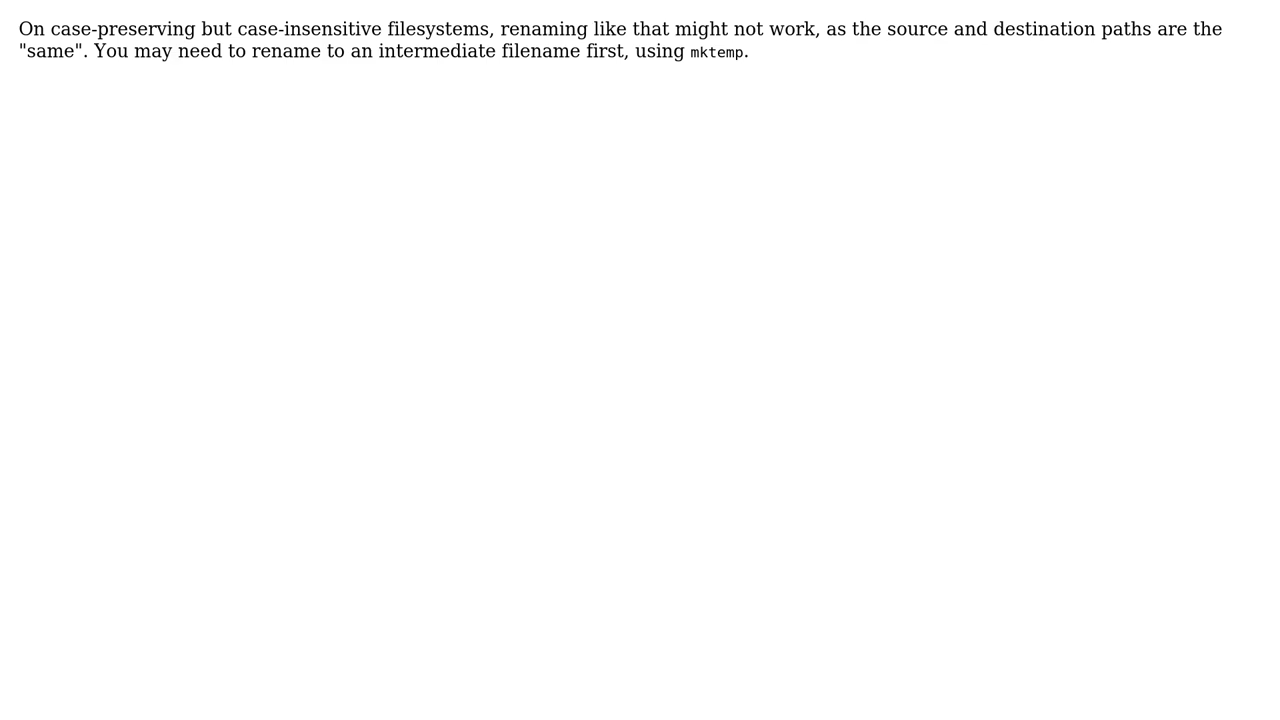 On case-preserving but case-insensitive filesystems, renaming like that might not work, as the source and destination paths are the
"same". You may need to rename to an intermediate filename first, using mktemp.